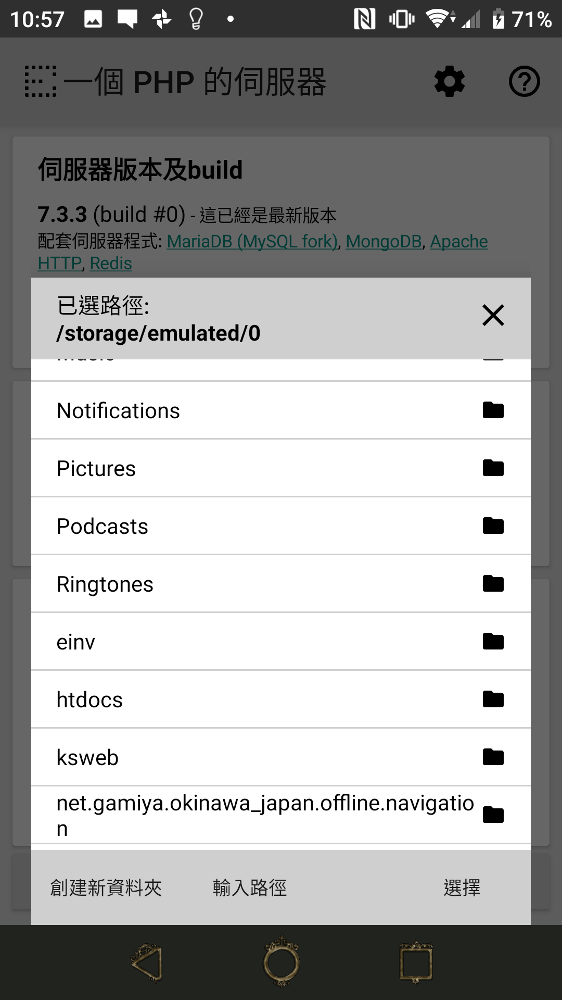 10:57
71%
一個 PHP 的伺服器
伺服器版本及build
7.3.3 (build #0) - 這已經是最新版本
配套伺服器程式: MariaDB (MySQL fork), MongoDB, Apache
HTTP, Redis
已選路徑:
/storage/emulated/0
Notifications
Pictures
Podcasts
Ringtones
einv
htdocs
ksweb
net.gamiya.okinawa_japan.offline.navigatio
n
創建新資料夾
輸入路徑
選擇